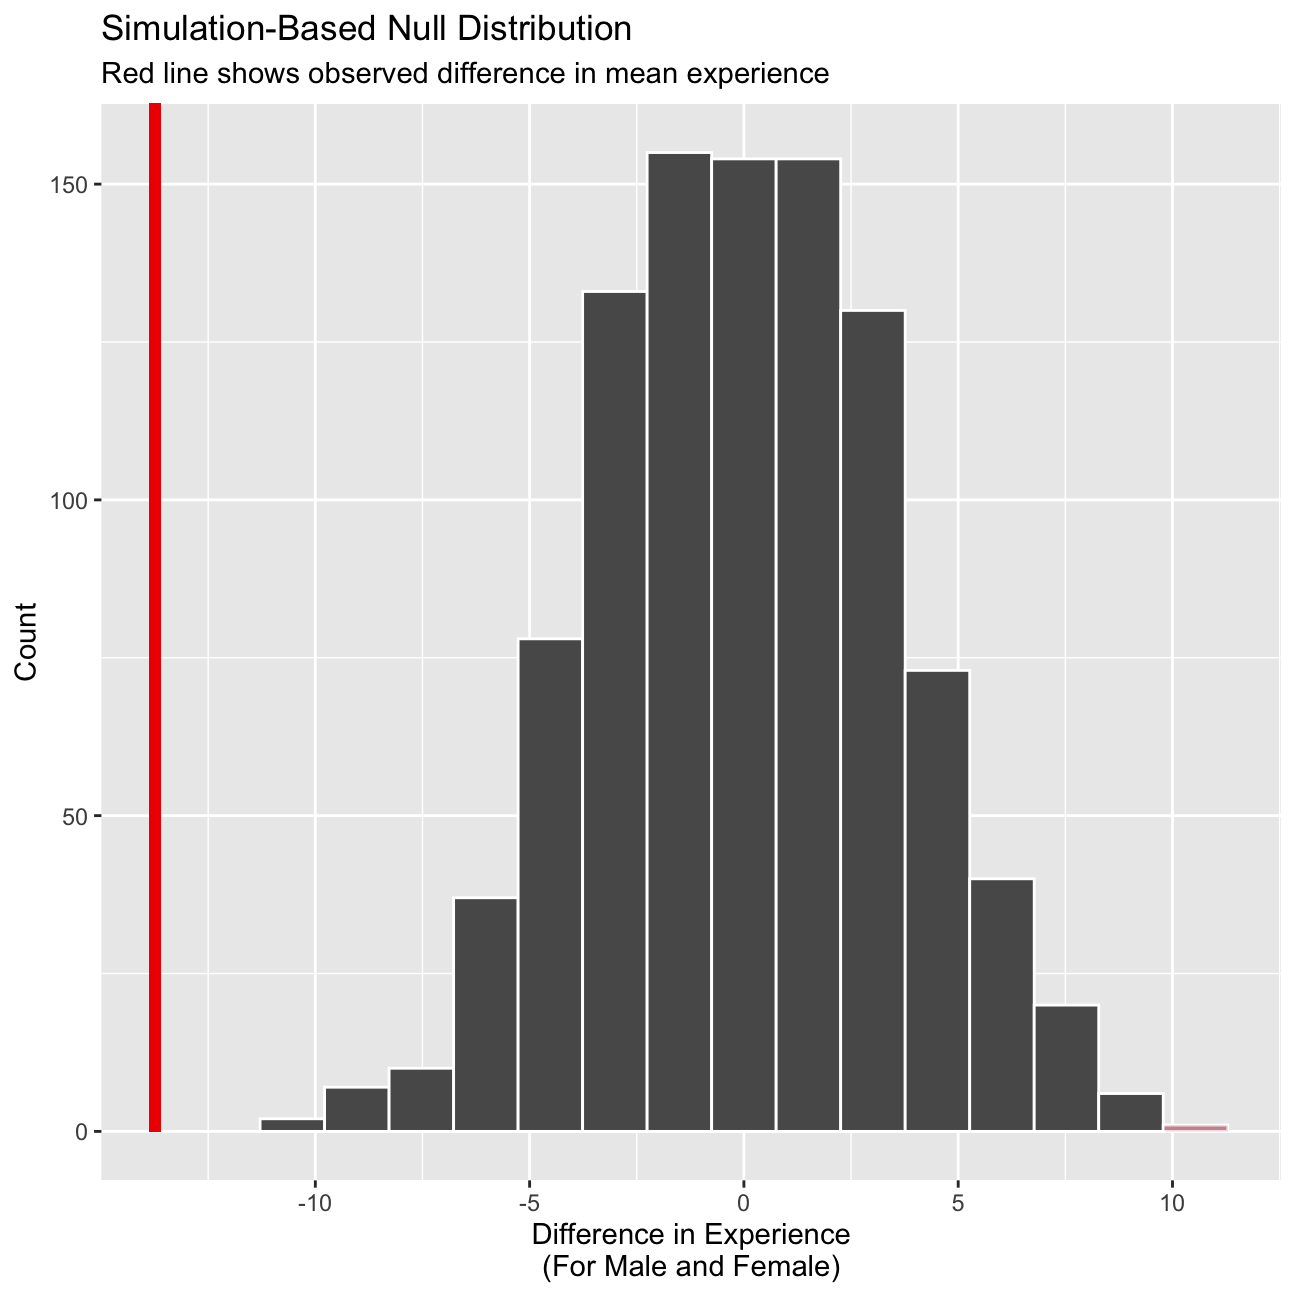 Simulation-Based Null Distribution
Red line shows observed difference in mean experience
150
100
50
0
Count
-10 -5 0 5 10
Difference in Experience
(For Male and Female)